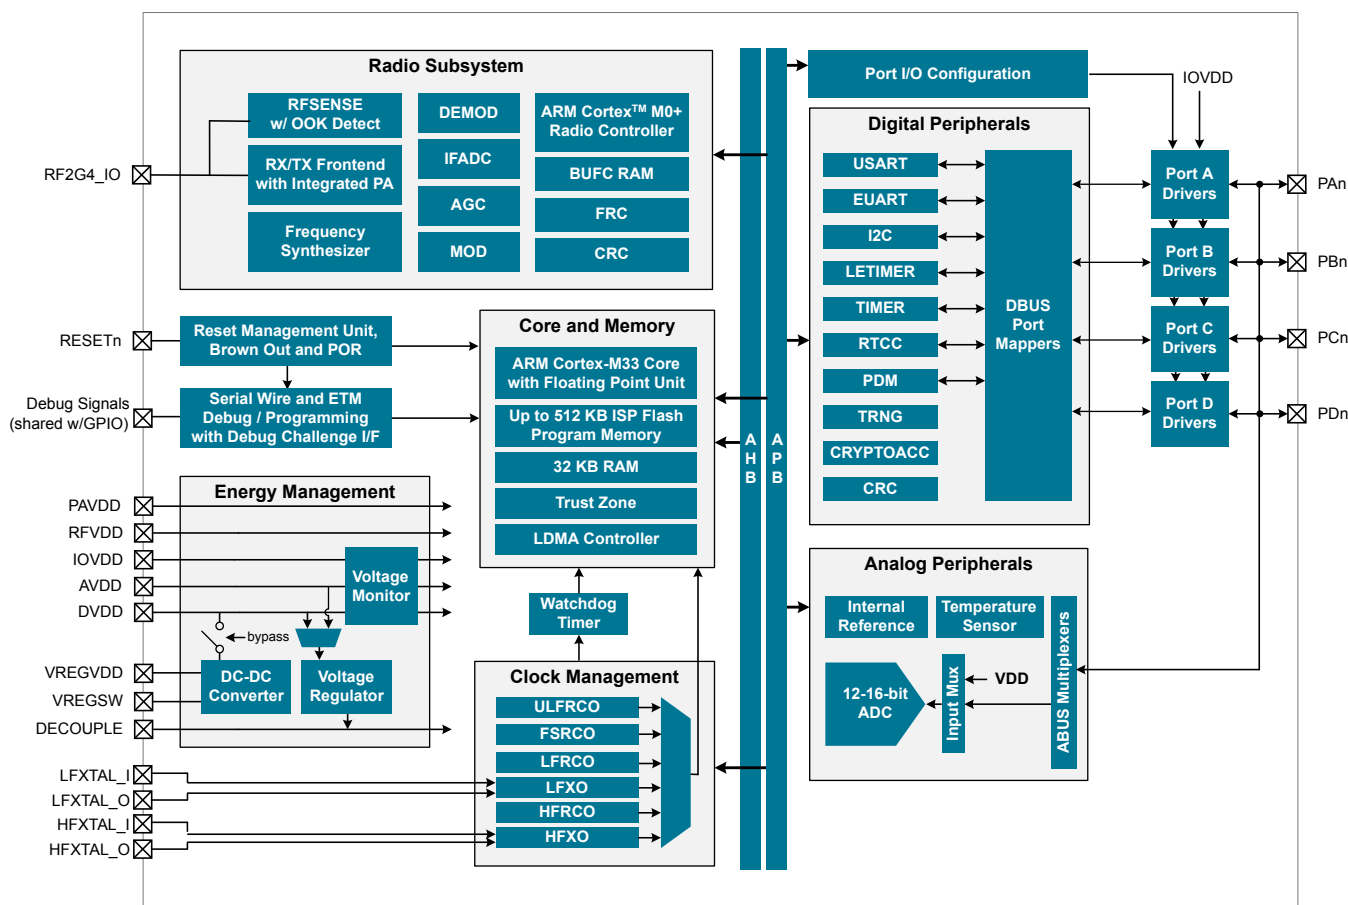 Radio Subsystem
RFSENSE
w/ OOK Detect
RX/TX Frontend
with Integrated PA
Frequency
Synthesizer
DEMOD
IFADC
AGC
MOD
ARM Cortex™ M0+
Radio Controller
BUFC RAM
FRC
CRC
RF2G4_IO
RESETn
Reset Management Unit,
Brown Out and POR
Debug Signals
(shared w/GPIO)
Serial Wire and ETM
Debug / Programming
with Debug Challenge I/F
Core and Memory
ARM Cortex-M33 Core
with Floating Point Unit
Up to 512 KB ISP Flash
Program Memory
32 KB RAM
Trust Zone
LDMA Controller
Energy Management
PAVDD
RFVDD
IOVDD
AVDD
DVDD
VREGVDD
VREGSW
DECOUPLE
Voltage
Monitor
bypass
DC-DC
Converter
Voltage
Regulator
Watchdog
Timer
Clock Management
ULFRCO
FSRCO
LFRCO
LFXO
HFRCO
HFXO
LFXTAL_I
LFXTAL_O
HFXTAL_I
HFXTAL_O
AHB
APB
Port I/O Configuration
IOVDD
Digital Peripherals
USART
EUART
I2C
LETIMER
TIMER
RTCC
PDM
TRNG
CRYPTOACC
CRC
DBUS
Port
Mappers
Port A
Drivers
Port B
Drivers
Port C
Drivers
Port D
Drivers
PAn
PBn
PCn
PDn
Analog Peripherals
Internal
Reference
Temperature
Sensor
12-16-bit
ADC
Input Mux
VDD
ABUS Multiplexers